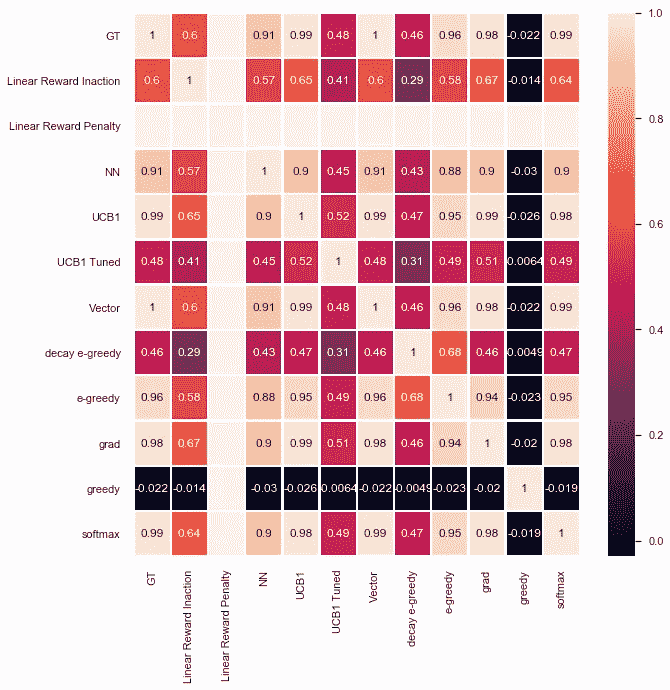 GT 1 0.6 0.91 0.99 0.48 1 0.46 0.96 0.98 -0.022 0.99 1.0
Linear Reward Inaction 0.6 1 0.57 0.65 0.41 0.6 0.29 0.58 0.67 -0.014 0.64
Linear Reward Penalty 0.8
NN 0.91 0.57 1 0.9 0.45 0.91 0.43 0.88 0.9 -0.03 0.9
UCB1 0.99 0.65 0.9 1 0.52 0.99 0.47 0.95 0.99 -0.026 0.98 0.6
UCB1 Tuned 0.48 0.41 0.45 0.52 1 0.48 0.31 0.49 0.51 -0.0064 0.49
Vector 1 0.6 0.91 0.99 0.48 1 0.46 0.96 0.98 -0.022 0.99 0.4
decay e-greedy 0.46 0.29 0.43 0.47 0.31 0.46 1 0.68 0.46 -0.0049 0.47
e-greedy 0.96 0.58 0.88 0.95 0.49 0.96 0.68 1 0.94 -0.023 0.95
grad 0.98 0.67 0.9 0.99 0.51 0.98 0.46 0.94 1 -0.02 0.98 0.2
greedy -0.022 -0.014 -0.03 -0.026 -0.0064 -0.022 -0.0049 -0.023 -0.02 1 -0.019
softmax 0.99 0.64 0.9 0.98 0.49 0.99 0.47 0.95 0.98 -0.019 1 0.0
GT
Linear Reward Inaction
Linear Reward Penalty
NN
UCB1
UCB1 Tuned
Vector
decay e-greedy
e-greedy
grad
greedy
softmax